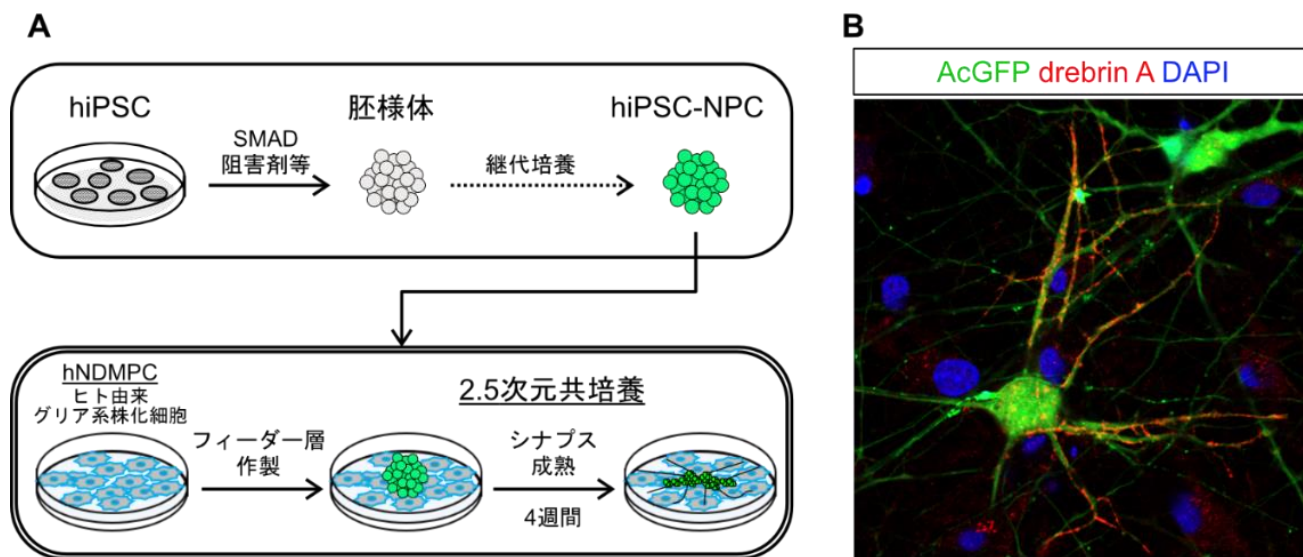 A
hiPSC
SMAD
阻害剤等
胚様体
継代培養
hiPSC-NPC
hNDMPC
ヒト由来
グリア系株化細胞
フィーダー層
作製
2.5次元共培養
シナプス
成熟
4週間
B
AcGFP drebrin A DAPI